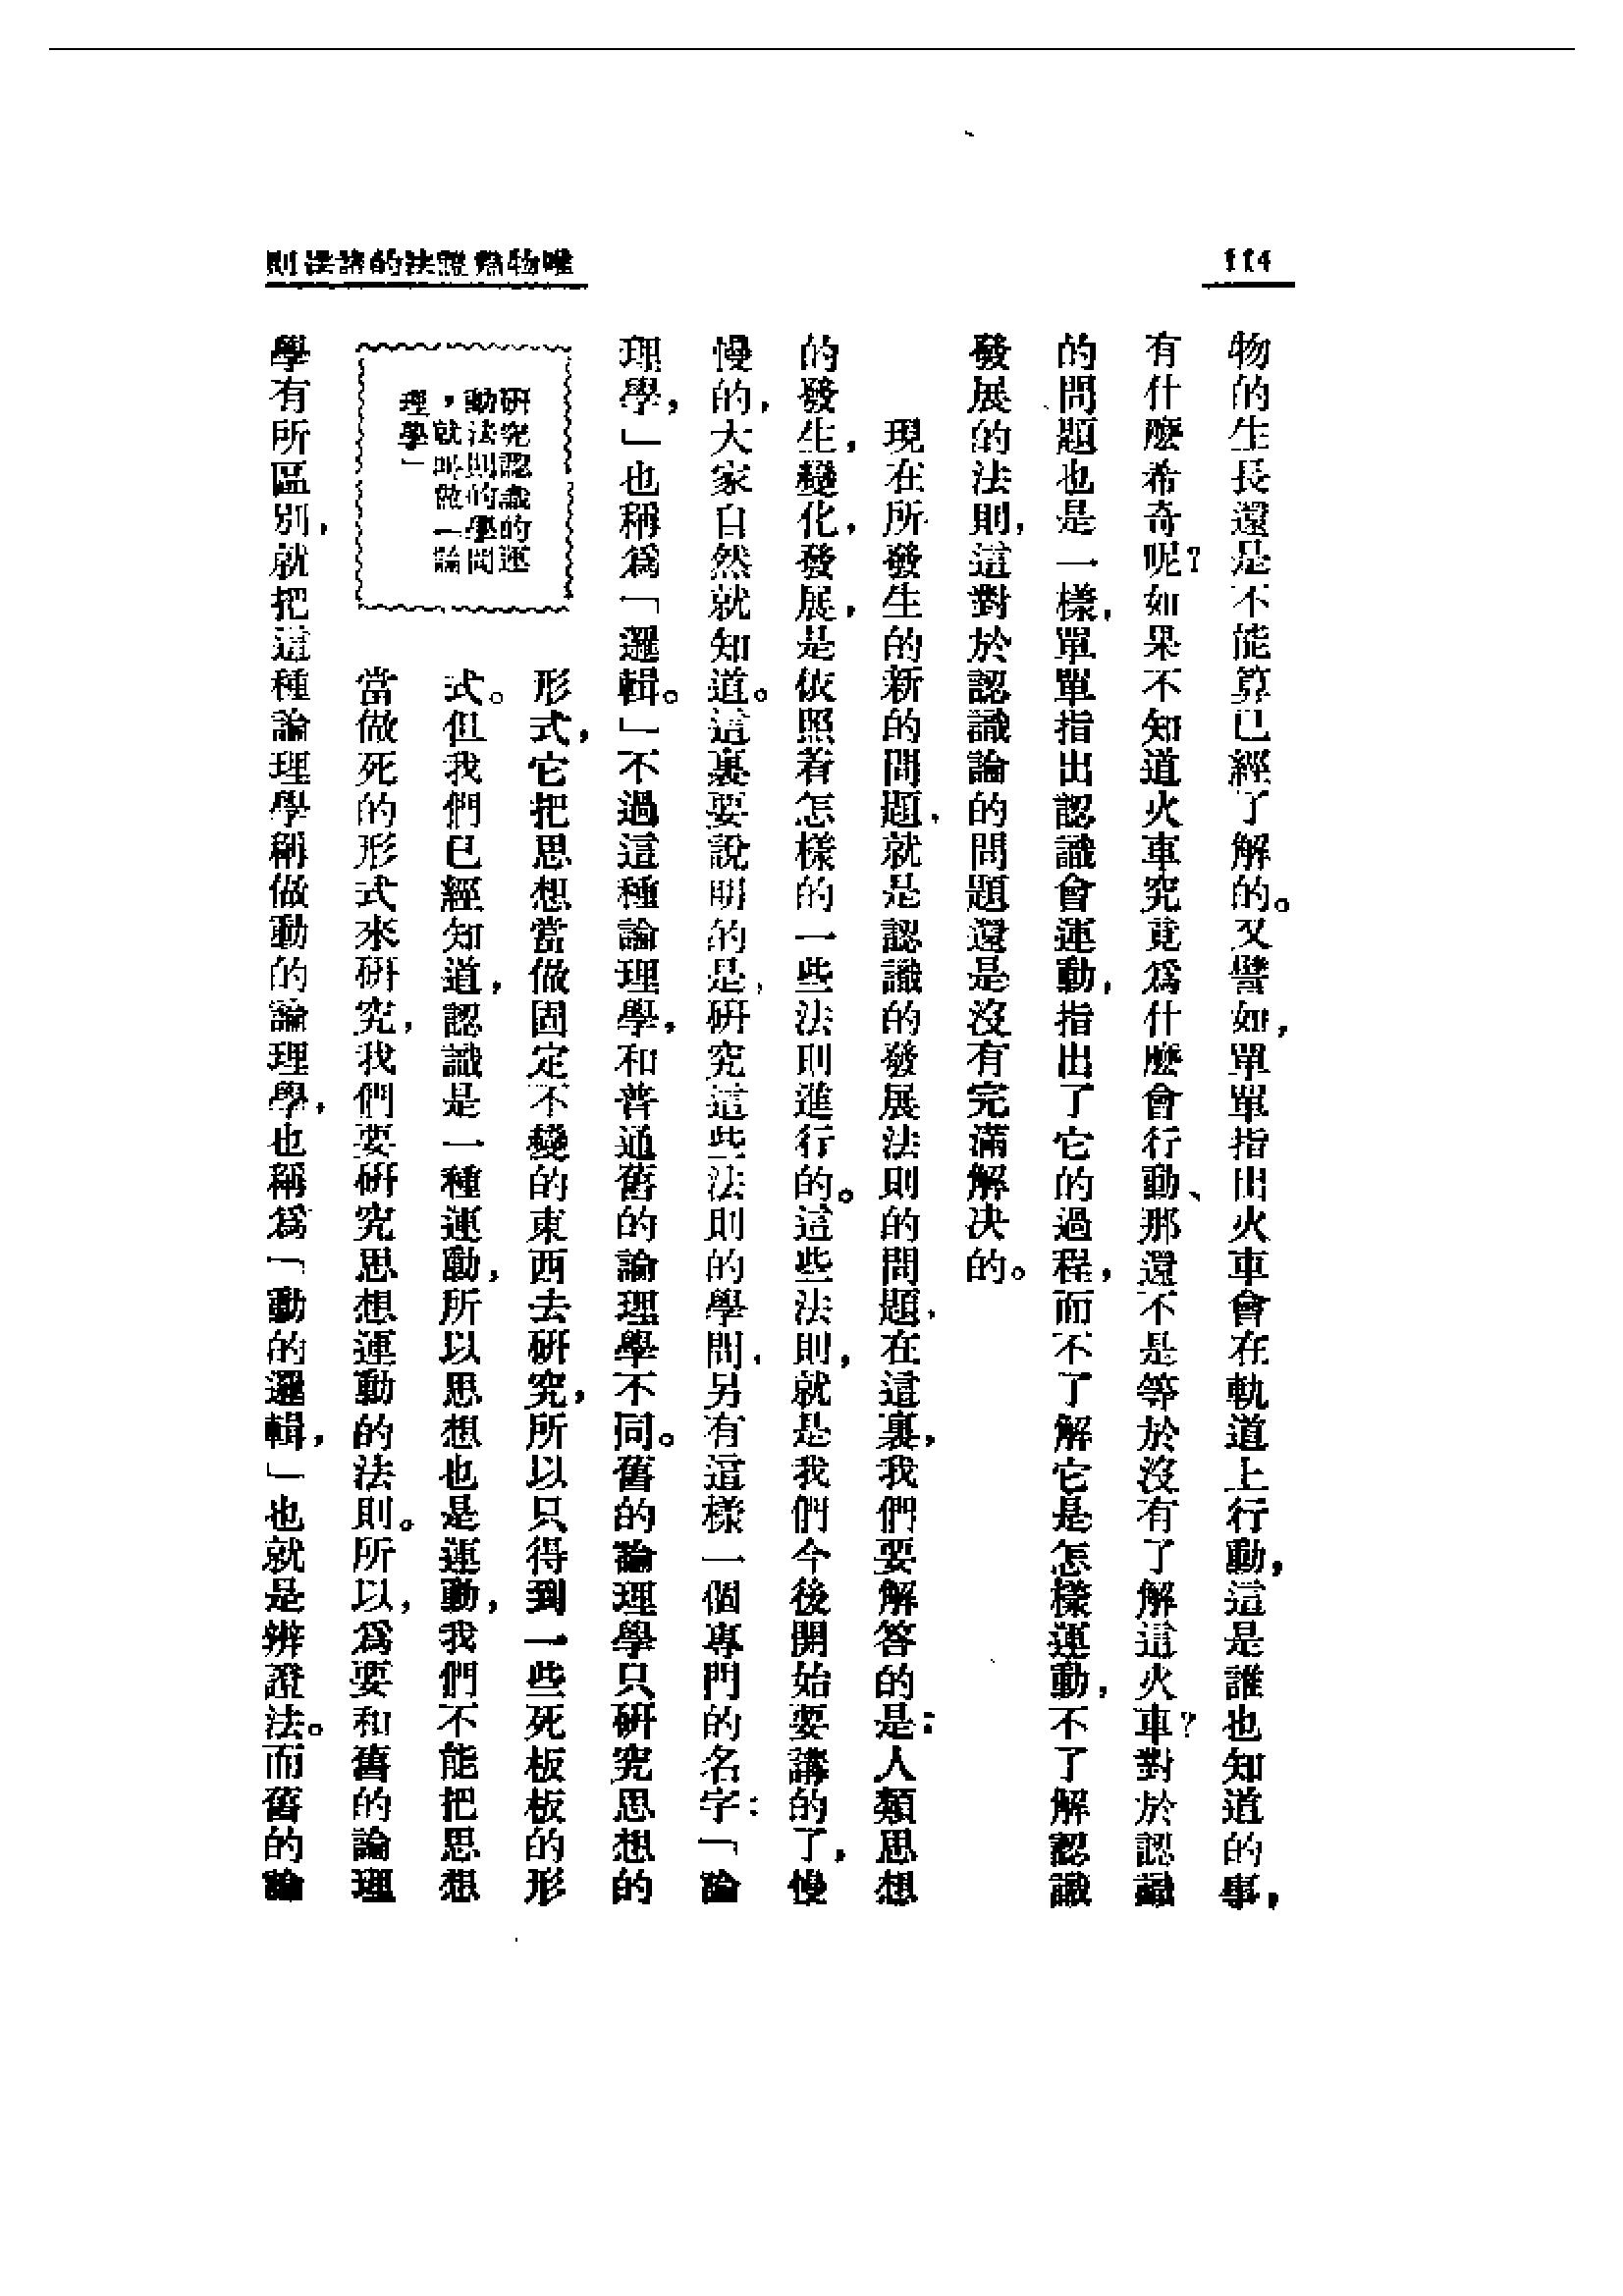 114
唯物辯證法的諸法則
物的生長還是不能算已經了解的。又譬如，單單指出火車會在軌道上行動，這是誰也知道的事，
有什麼希奇呢？如果不知道火車究竟爲什麼會行動、那還不是等於沒有了解這火車？對於認識
的問題也是一樣，單單指出認識會運動，指出了它的過程，而不了解它是怎樣運動，不了解認識
發展的法則，這對於認識論的問題還是沒有完滿解決的。
現在所發生的新的問題，就是認識的發展法則的問題，在這裏，我們要解答的是：人類思想
的發生，變化，發展，是依照着怎樣的一些法則進行的。這些法則，就是我們今後開始要講的了，慢
慢的，大家自然就知道。這裏要說明的是，研究這些法則的學問，另有這樣一個專門的名字：「論
理學，」也稱爲「邏輯。」不過這種論理學，和普通舊的論理學不同。舊的論理學只研究思想的
研究認識的運
動法則的學問
，就叫做「論
理學」
形式，它把思想當做固定不變的東西去研究，所以只得到一些死板板的形
式。但我們已經知道，認識是一種運動，所以思想也是運動，我們不能把思想
當做死的形式來研究，我們要研究思想運動的法則。所以，爲要和舊的論理
學有所區別，就把這種論理學稱做動的論理學，也稱爲「動的邏輯，」也就是辨證法。而舊的論